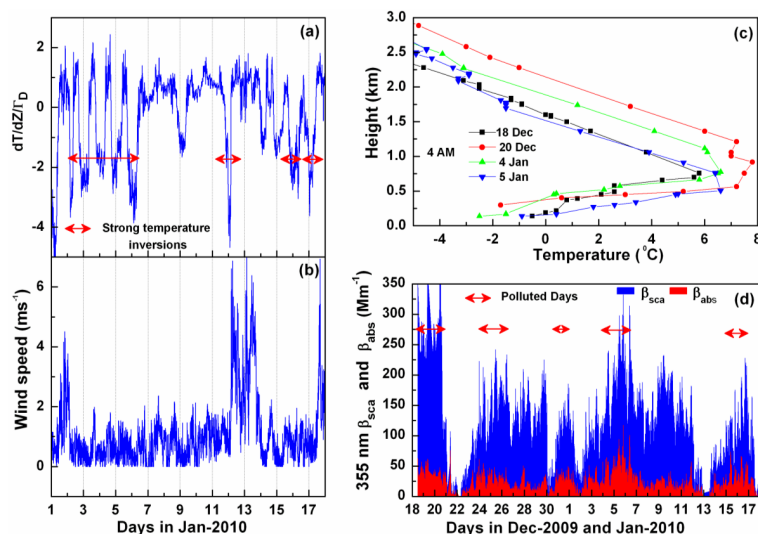 (a)
dT/dZ/Γ_D
2
0
-2
-4
Strong temperature
inversions
(b)
Wind speed (ms⁻¹)
6
4
2
0
1 3 5 7 9 11 13 15 17
Days in Jan-2010
(c)
Height (km)
3.0
2.5
2.0
1.5
1.0
0.5
0.0
4 AM
18 Dec
20 Dec
4 Jan
5 Jan
-4 -2 0 2 4 6 8
Temperature (°C)
(d)
β_sca β_abs
Polluted Days
355 nm β_sca and β_abs (Mm⁻¹)
350
300
250
200
150
100
50
0
18 20 22 24 26 28 30 1 3 5 7 9 11 13 15 17
Days in Dec-2009 and Jan-2010